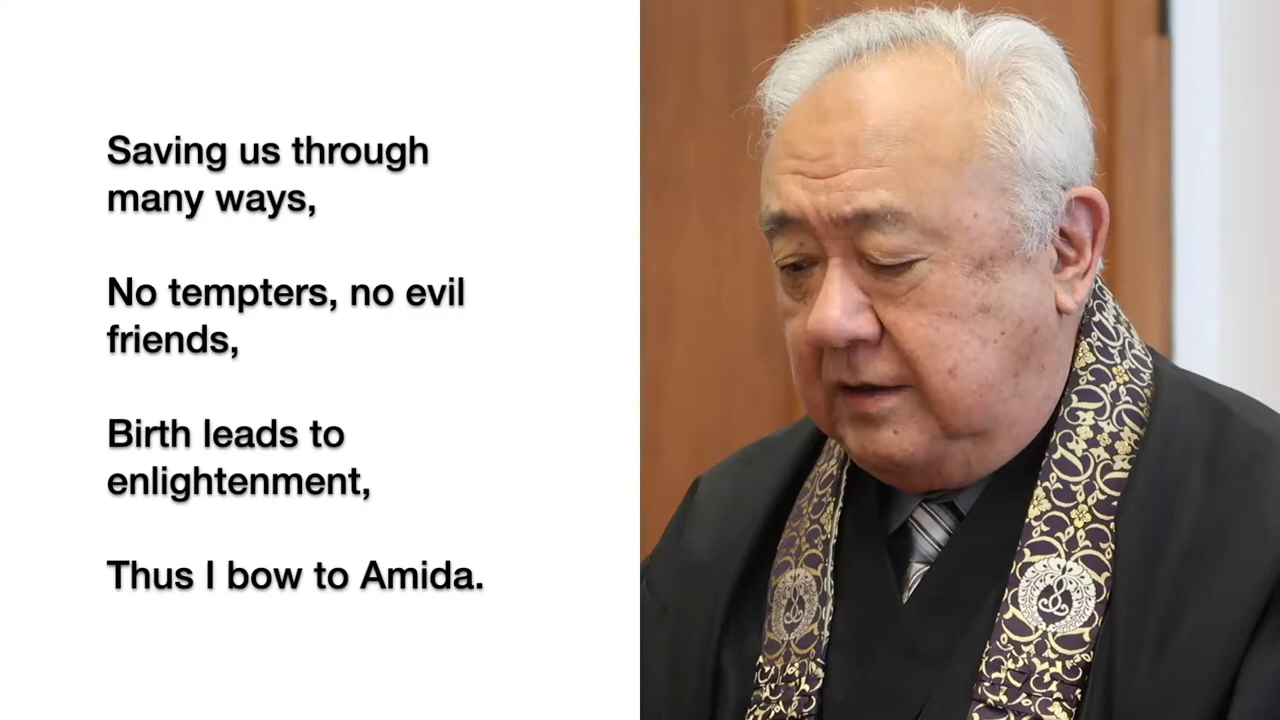 Saving us through
many ways,
No tempters, no evil
friends,
Birth leads to
enlightenment,
Thus I bow to Amida.